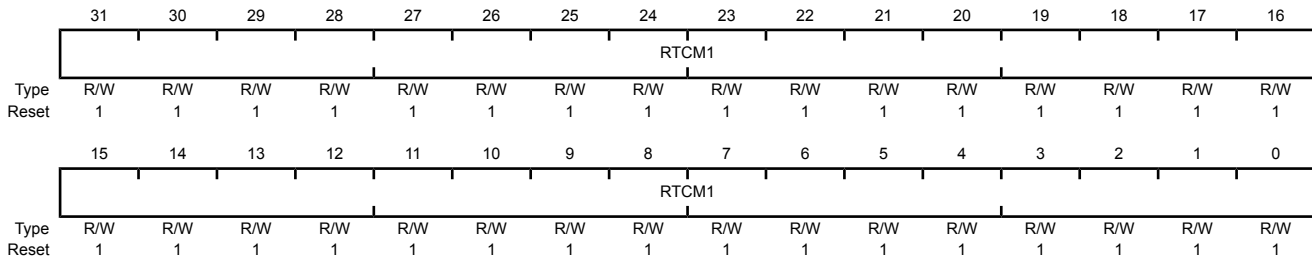 31 30 29 28 27 26 25 24 23 22 21 20 19 18 17 16
RTCM1
Type R/W R/W R/W R/W R/W R/W R/W R/W R/W R/W R/W R/W R/W R/W R/W R/W
Reset 1 1 1 1 1 1 1 1 1 1 1 1 1 1 1 1
15 14 13 12 11 10 9 8 7 6 5 4 3 2 1 0
RTCM1
Type R/W R/W R/W R/W R/W R/W R/W R/W R/W R/W R/W R/W R/W R/W R/W R/W
Reset 1 1 1 1 1 1 1 1 1 1 1 1 1 1 1 1